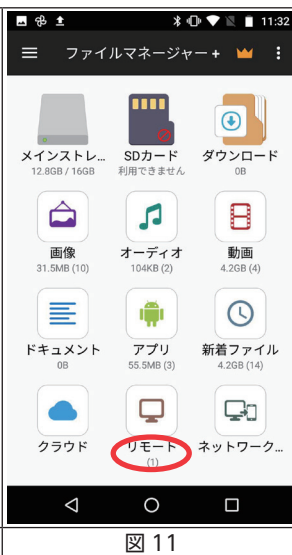 11:32
ファイルマネージャー +
メインストレ... SDカード ダウンロード
12.8GB / 16GB 利用できません 0B
画像 オーディオ 動画
31.5MB (10) 104KB (2) 4.2GB (4)
ドキュメント アプリ 新着ファイル
0B 55.5MB (3) 4.2GB (14)
クラウド リモート ネットワーク...
(1)
図 11